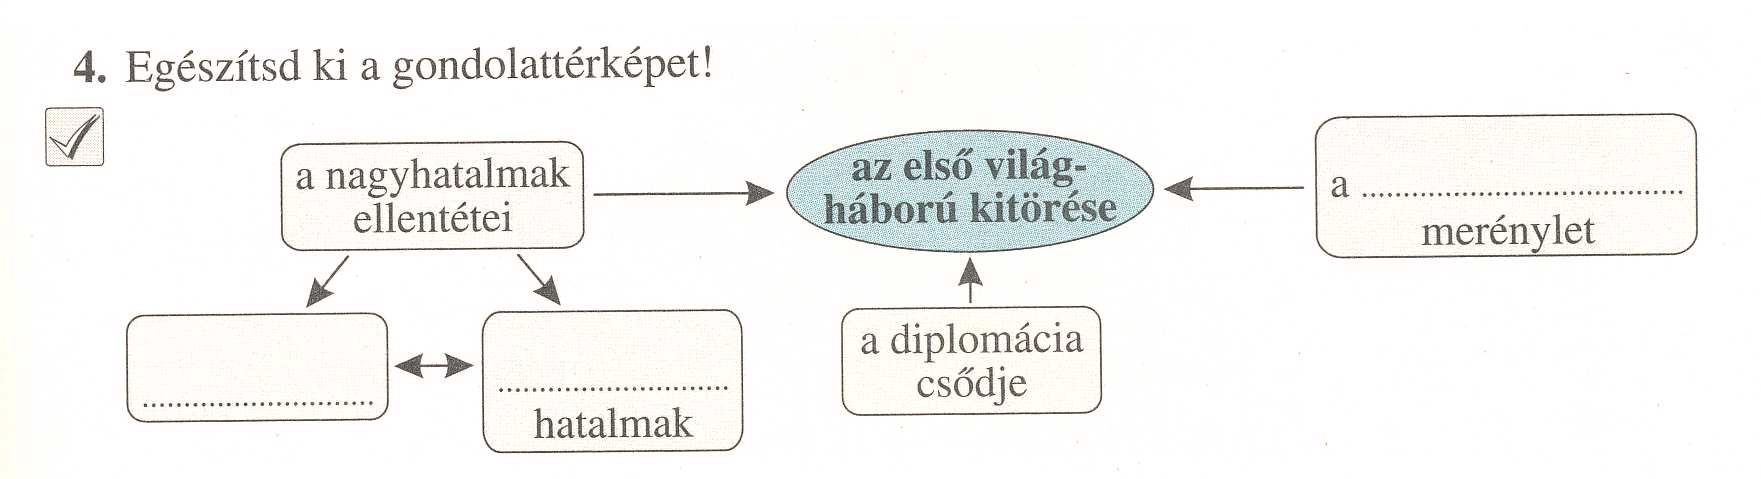 4. Egészítsd ki a gondolattérképet!
a nagyhatalmak
ellentétei
az első világ-
háború kitörése
a ......................................
merénylet
............................
............................
hatalmak
a diplomácia
csődje